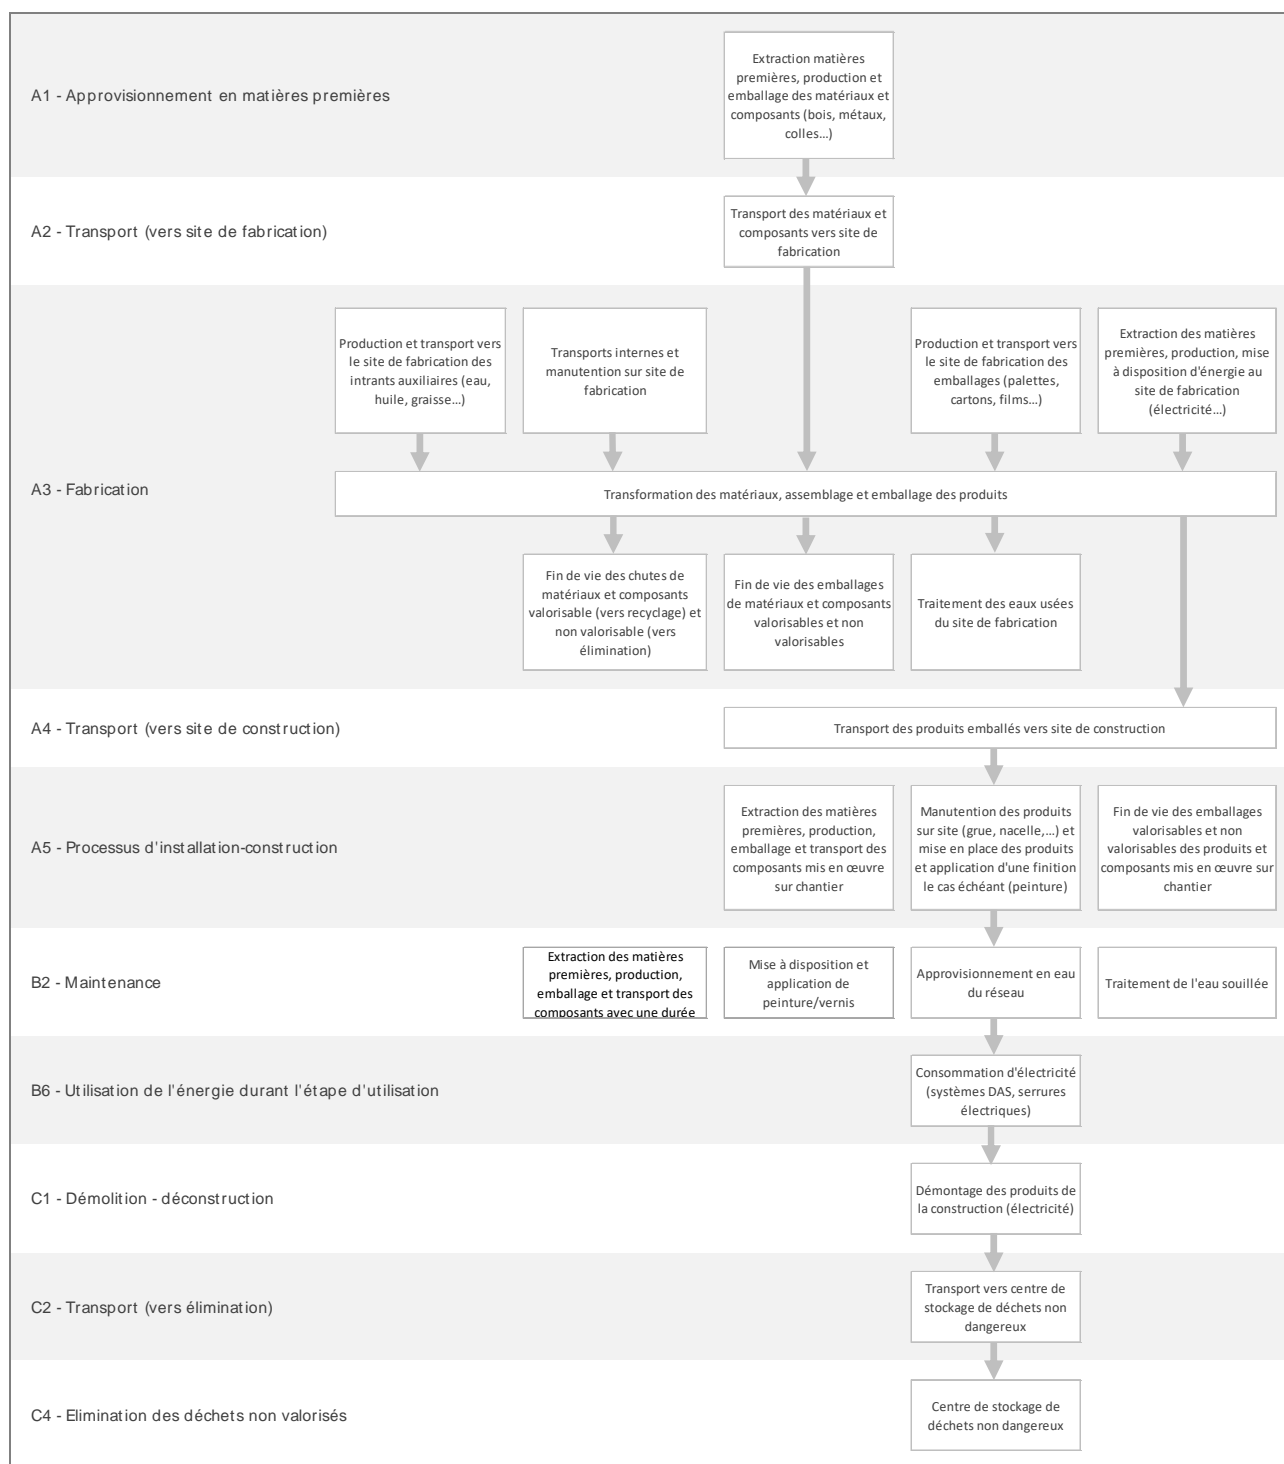 A1 - Approvisionnement en matières premières
Extraction matières
premières, production et
emballage des matériaux et
composants (bois, métaux,
colles…)
A2 - Transport (vers site de fabrication)
Transport des matériaux et
composants vers site de
fabrication
A3 - Fabrication
Production et transport vers
le site de fabrication des
intrants auxiliaires (eau,
huile, graisse…)
Transports internes et
manutention sur site de
fabrication
Production et transport vers
le site de fabrication des
emballages (palettes,
cartons, films…)
Extraction des matières
premières, production, mise
à disposition d'énergie au
site de fabrication
(électricité…)
Transformation des matériaux, assemblage et emballage des produits
Fin de vie des chutes de
matériaux et composants
valorisable (vers recyclage) et
non valorisable (vers
élimination)
Fin de vie des emballages
de matériaux et composants
valorisables et non
valorisables
Traitement des eaux usées
du site de fabrication
A4 - Transport (vers site de construction)
Transport des produits emballés vers site de construction
A5 - Processus d'installation-construction
Extraction des matières
premières, production,
emballage et transport des
composants mis en œuvre
sur chantier
Manutention des produits
sur site (grue, nacelle,…) et
mise en place des produits
et application d'une finition
le cas échéant (peinture)
Fin de vie des emballages
valorisables et non
valorisables des produits et
composants mis en œuvre sur
chantier
B2 - Maintenance
Extraction des matières
premières, production,
emballage et transport des
composants avec une durée
Mise à disposition et
application de
peinture/vernis
Approvisionnement en eau
du réseau
Traitement de l'eau souillée
B6 - Utilisation de l'énergie durant l'étape d'utilisation
Consommation d'électricité
(systèmes DAS, serrures
électriques)
C1 - Démolition - déconstruction
Démontage des produits de
la construction (électricité)
C2 - Transport (vers élimination)
Transport vers centre de
stockage de déchets non
dangereux
C4 - Elimination des déchets non valorisés
Centre de stockage de
déchets non dangereux